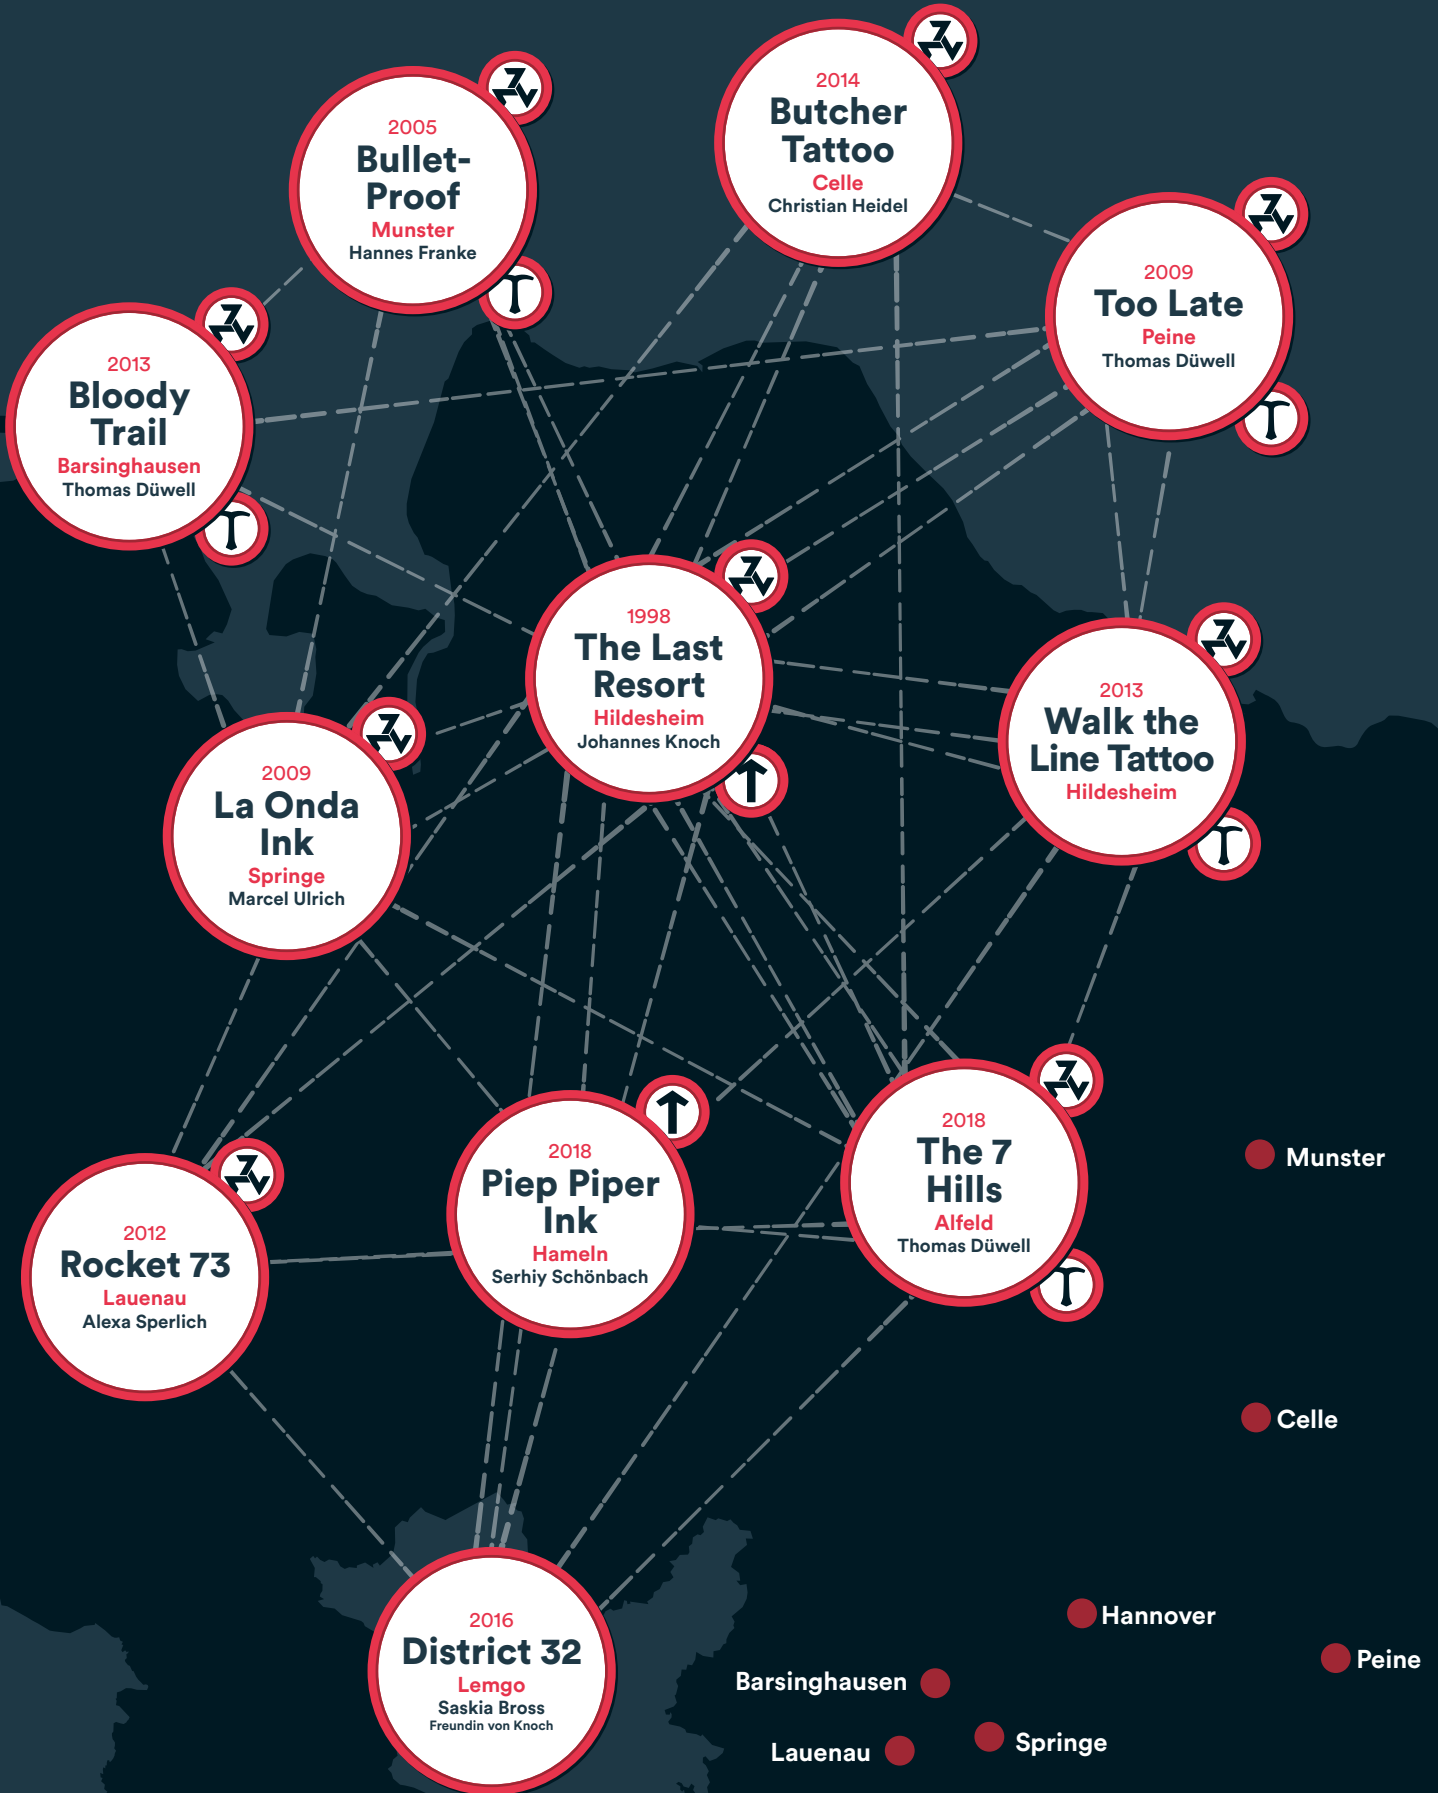 2014
Butcher
Tattoo
Celle
Christian Heidel
2005
Bullet-
Proof
Munster
Hannes Franke
2009
Too Late
Peine
Thomas Düwell
2013
Bloody
Trail
Barsinghausen
Thomas Düwell
1998
The Last
Resort
Hildesheim
Johannes Knoch
2013
Walk the
Line Tattoo
Hildesheim
2009
La Onda
Ink
Springe
Marcel Ulrich
2018
The 7
Hills
Alfeld
Thomas Düwell
2018
Piep Piper
Ink
Hameln
Serhiy Schönbach
2012
Rocket 73
Lauenau
Alexa Sperlich
Munster
Celle
2016
District 32
Lemgo
Saskia Bross
Freundin von Knoch
Hannover
Peine
Barsinghausen
Springe
Lauenau